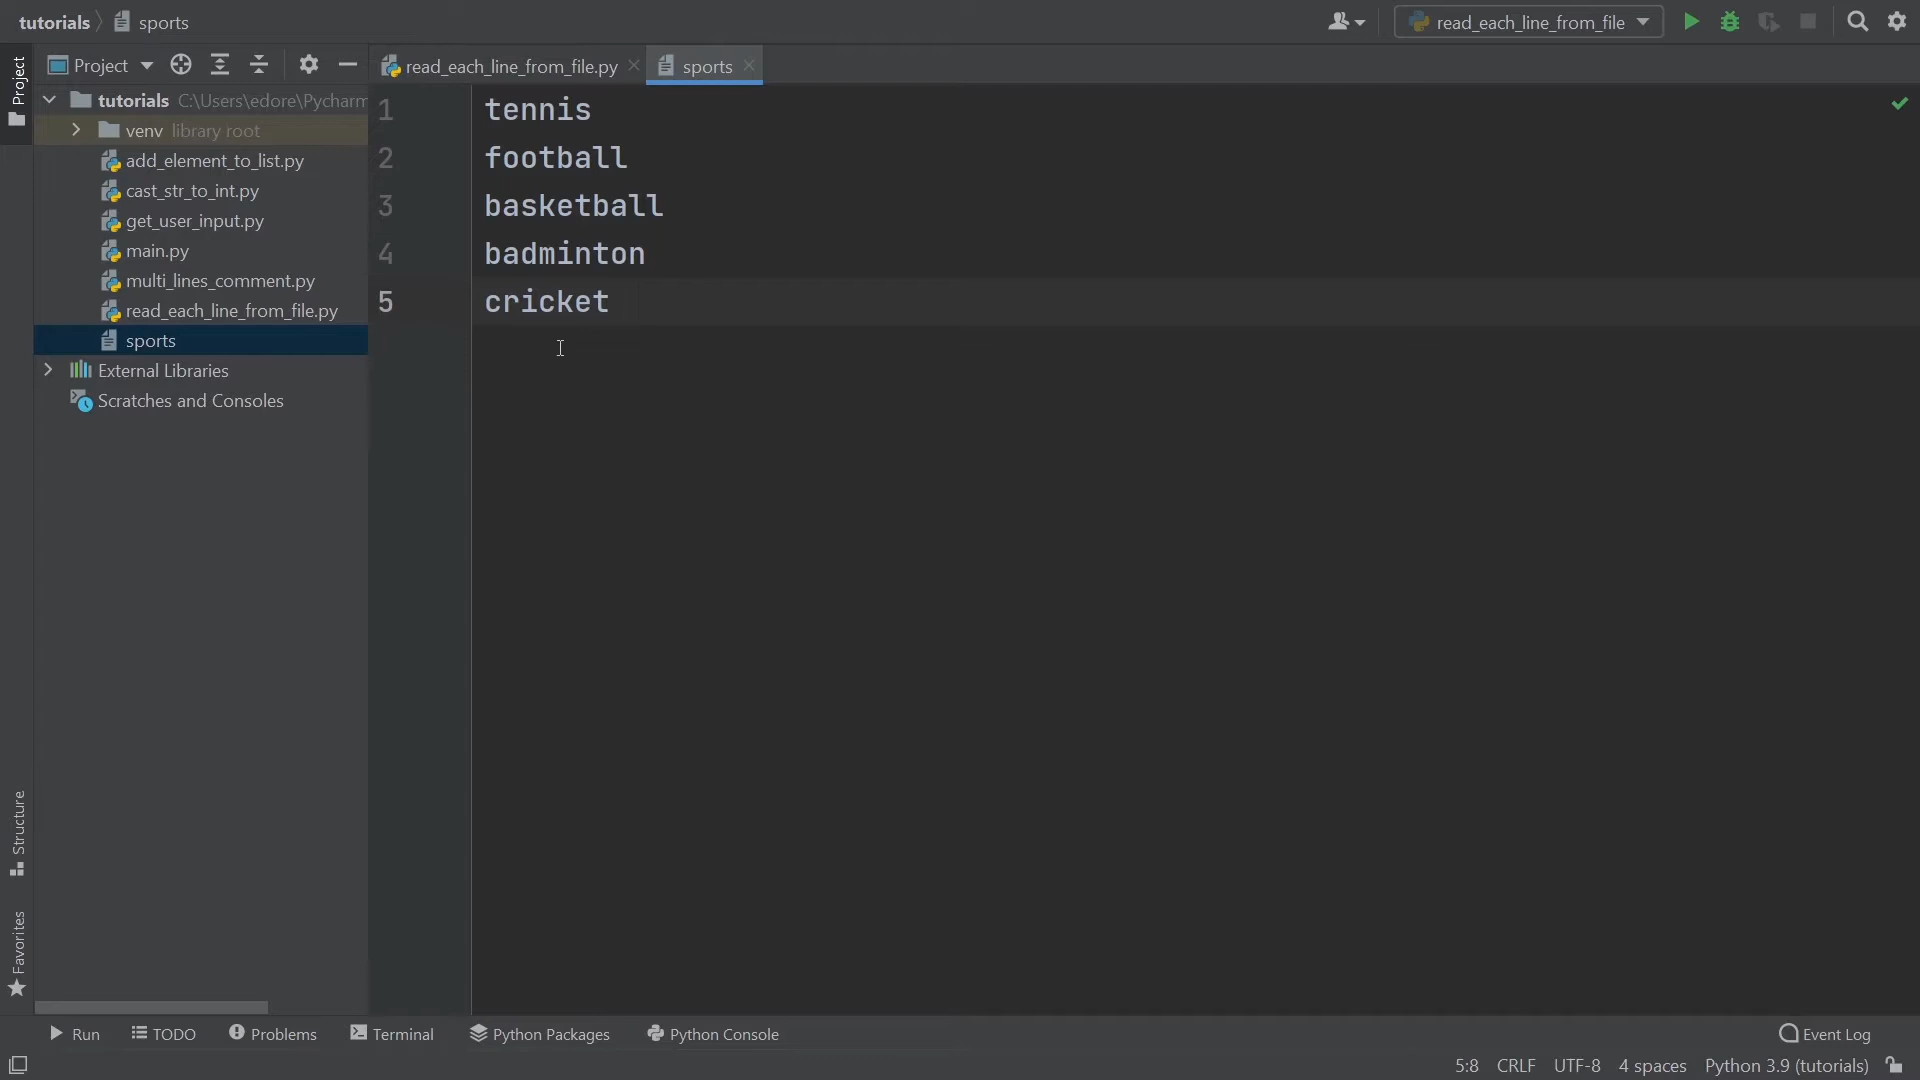 tutorials
sports
read_each_line_from_file
Project
Project
read_each_line_from_file.py
sports
tutorials C:\Users\edore\Pycharm
venv library root
add_element_to_list.py
cast_str_to_int.py
get_user_input.py
main.py
multi_lines_comment.py
read_each_line_from_file.py
sports
External Libraries
Scratches and Consoles
1 tennis
2 football
3 basketball
4 badminton
5 cricket
Structure
Favorites
Run
TODO
Problems
Terminal
Python Packages
Python Console
Event Log
5:8 CRLF UTF-8 4 spaces Python 3.9 (tutorials)